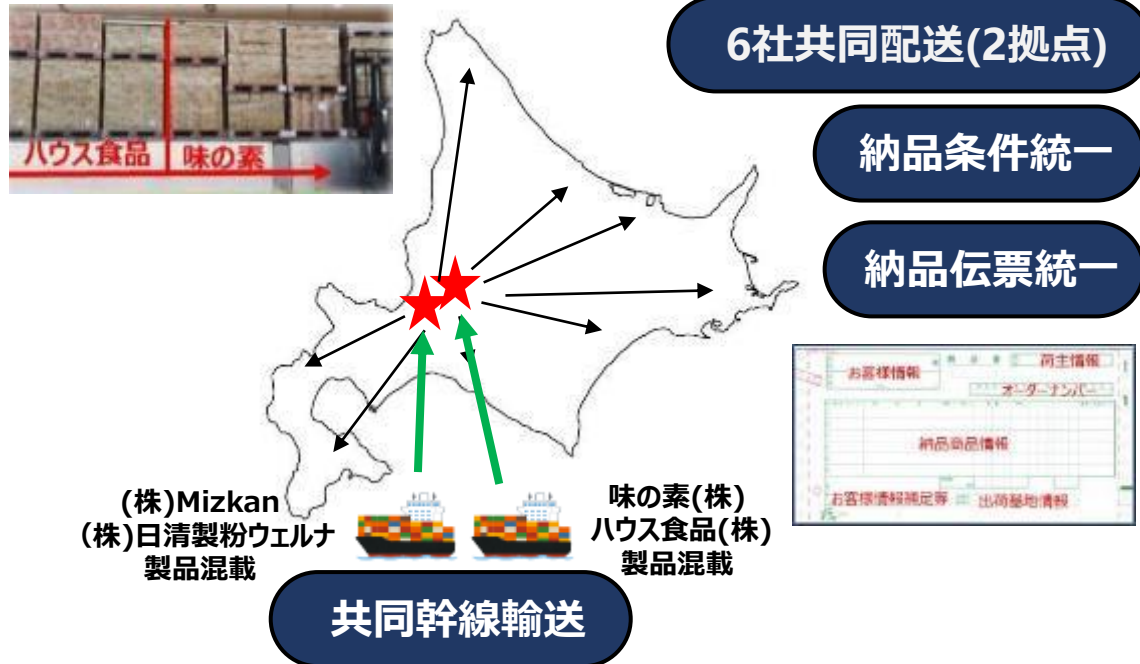 ハウス食品 味の素
6社共同配送(2拠点)
納品条件統一
納品伝票統一
お客様情報
荷主情報
オーダーナンバー
納品商品情報
お客様情報補足等 出荷基地情報
(株)Mizkan
(株)日清製粉ウェルナ
製品混載
味の素(株)
ハウス食品(株)
製品混載
共同幹線輸送